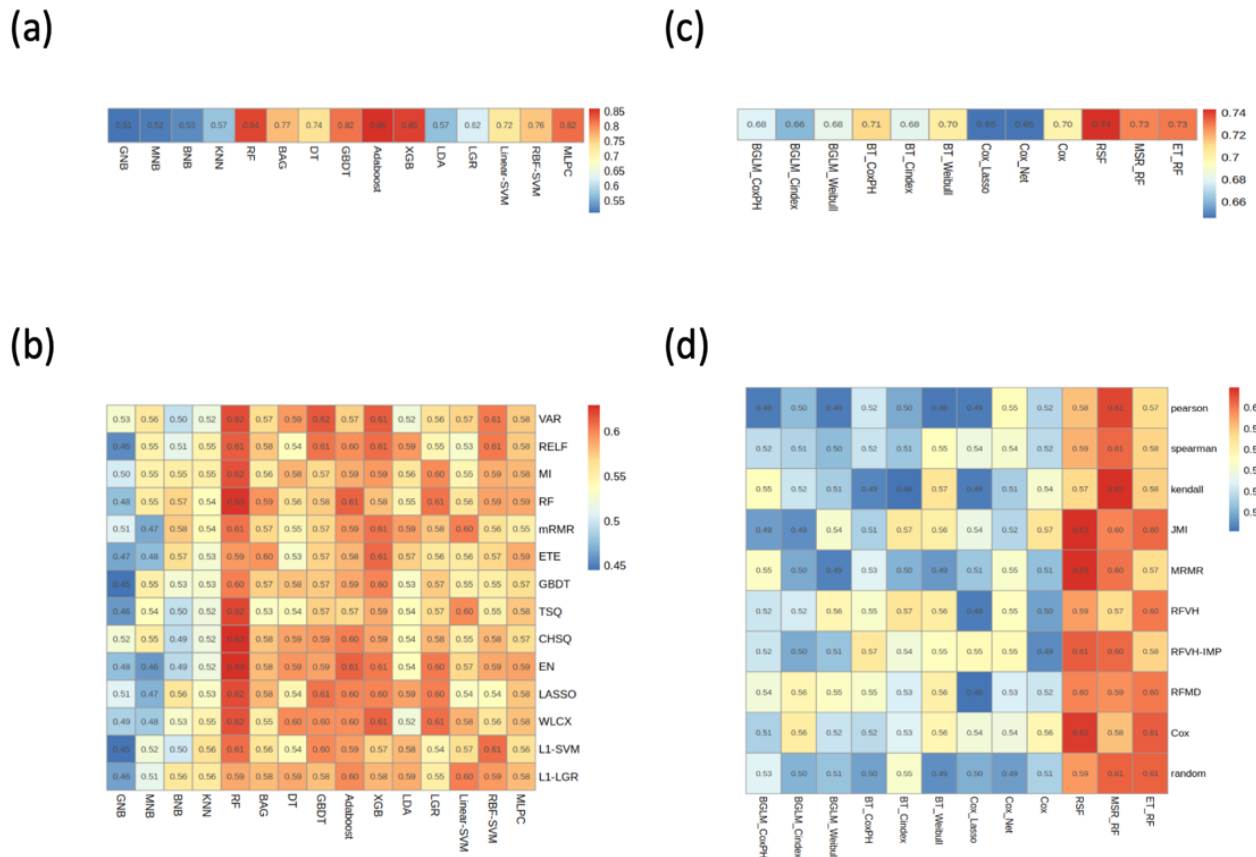 (a)
0.51 0.52 0.53 0.57 0.84 0.77 0.74 0.82 0.85 0.57 0.62 0.72 0.76 0.82
GNB MNB BNB KNN RF BAG DT GBDT Adaboost XGB LDA LGR Linear-SVM RBF-SVM MLPC
0.85
0.8
0.75
0.7
0.65
0.6
0.55
(c)
0.68 0.66 0.68 0.71 0.68 0.70 0.65 0.65 0.70 0.74 0.73 0.73
BGLM_CoxPH BGLM_Cindex BGLM_Weibull BT_CoxPH BT_Cindex BT_Weibull Cox_Lasso Cox_Net Cox RSF MSR_RF ET_RF
0.74
0.72
0.7
0.68
0.66
(b)
0.53 0.56 0.50 0.52 0.62 0.57 0.59 0.62 0.57 0.61 0.52 0.56 0.57 0.61 0.58 VAR
0.46 0.55 0.51 0.55 0.61 0.58 0.54 0.61 0.60 0.61 0.59 0.55 0.53 0.61 0.58 RELF
0.50 0.55 0.55 0.55 0.62 0.56 0.58 0.57 0.59 0.59 0.56 0.60 0.55 0.59 0.58 MI
0.48 0.55 0.57 0.54 0.63 0.59 0.56 0.58 0.61 0.58 0.55 0.61 0.56 0.59 0.59 RF
0.51 0.47 0.58 0.54 0.61 0.57 0.55 0.57 0.59 0.61 0.59 0.58 0.60 0.56 0.55 mRMR
0.47 0.48 0.57 0.53 0.59 0.60 0.53 0.57 0.58 0.61 0.57 0.56 0.56 0.57 0.59 ETE
0.45 0.55 0.53 0.53 0.60 0.57 0.58 0.57 0.59 0.60 0.53 0.57 0.55 0.55 0.57 GBDT
0.46 0.54 0.50 0.52 0.62 0.53 0.54 0.57 0.57 0.59 0.54 0.57 0.60 0.55 0.58 TSQ
0.52 0.55 0.49 0.52 0.63 0.58 0.59 0.59 0.60 0.59 0.54 0.58 0.55 0.58 0.57 CHSQ
0.48 0.46 0.49 0.52 0.63 0.58 0.59 0.59 0.61 0.61 0.54 0.60 0.57 0.59 0.59 EN
0.51 0.47 0.56 0.53 0.62 0.58 0.54 0.61 0.60 0.60 0.59 0.60 0.54 0.54 0.58 LASSO
0.49 0.48 0.53 0.55 0.62 0.55 0.60 0.60 0.60 0.61 0.52 0.61 0.58 0.56 0.58 WLCX
0.45 0.52 0.50 0.56 0.61 0.56 0.54 0.60 0.59 0.57 0.58 0.54 0.57 0.61 0.56 L1-SVM
0.46 0.51 0.56 0.56 0.59 0.58 0.58 0.58 0.60 0.58 0.59 0.55 0.60 0.59 0.58 L1-LGR
GNB MNB BNB KNN RF BAG DT GBDT Adaboost XGB LDA LGR Linear-SVM RBF-SVM MLPC
0.6
0.55
0.5
0.45
(d)
0.50 0.52 0.50 0.55 0.52 0.58 0.61 0.57 pearson
0.52 0.51 0.50 0.52 0.51 0.55 0.54 0.54 0.52 0.59 0.61 0.58 spearman
0.55 0.52 0.51 0.49 0.57 0.49 0.51 0.54 0.57 0.58 kendall
0.49 0.49 0.54 0.51 0.57 0.56 0.54 0.52 0.57 0.60 0.60 JMI
0.55 0.50 0.49 0.53 0.50 0.49 0.51 0.55 0.51 0.60 0.57 MRMR
0.52 0.52 0.56 0.55 0.57 0.56 0.55 0.50 0.59 0.57 0.60 RFVH
0.52 0.50 0.51 0.57 0.54 0.55 0.54 0.55 0.61 0.60 0.58 RFVH-IMP
0.54 0.56 0.55 0.55 0.53 0.56 0.53 0.52 0.60 0.59 0.60 RFMD
0.51 0.56 0.52 0.52 0.53 0.56 0.54 0.54 0.56 0.62 0.58 0.61 Cox
0.53 0.50 0.51 0.50 0.55 0.49 0.50 0.49 0.51 0.59 0.61 0.61 random
BGLM_CoxPH BGLM_Cindex BGLM_Weibull BT_CoxPH BT_Cindex BT_Weibull Cox_Lasso Cox_Net Cox RSF MSR_RF ET_RF